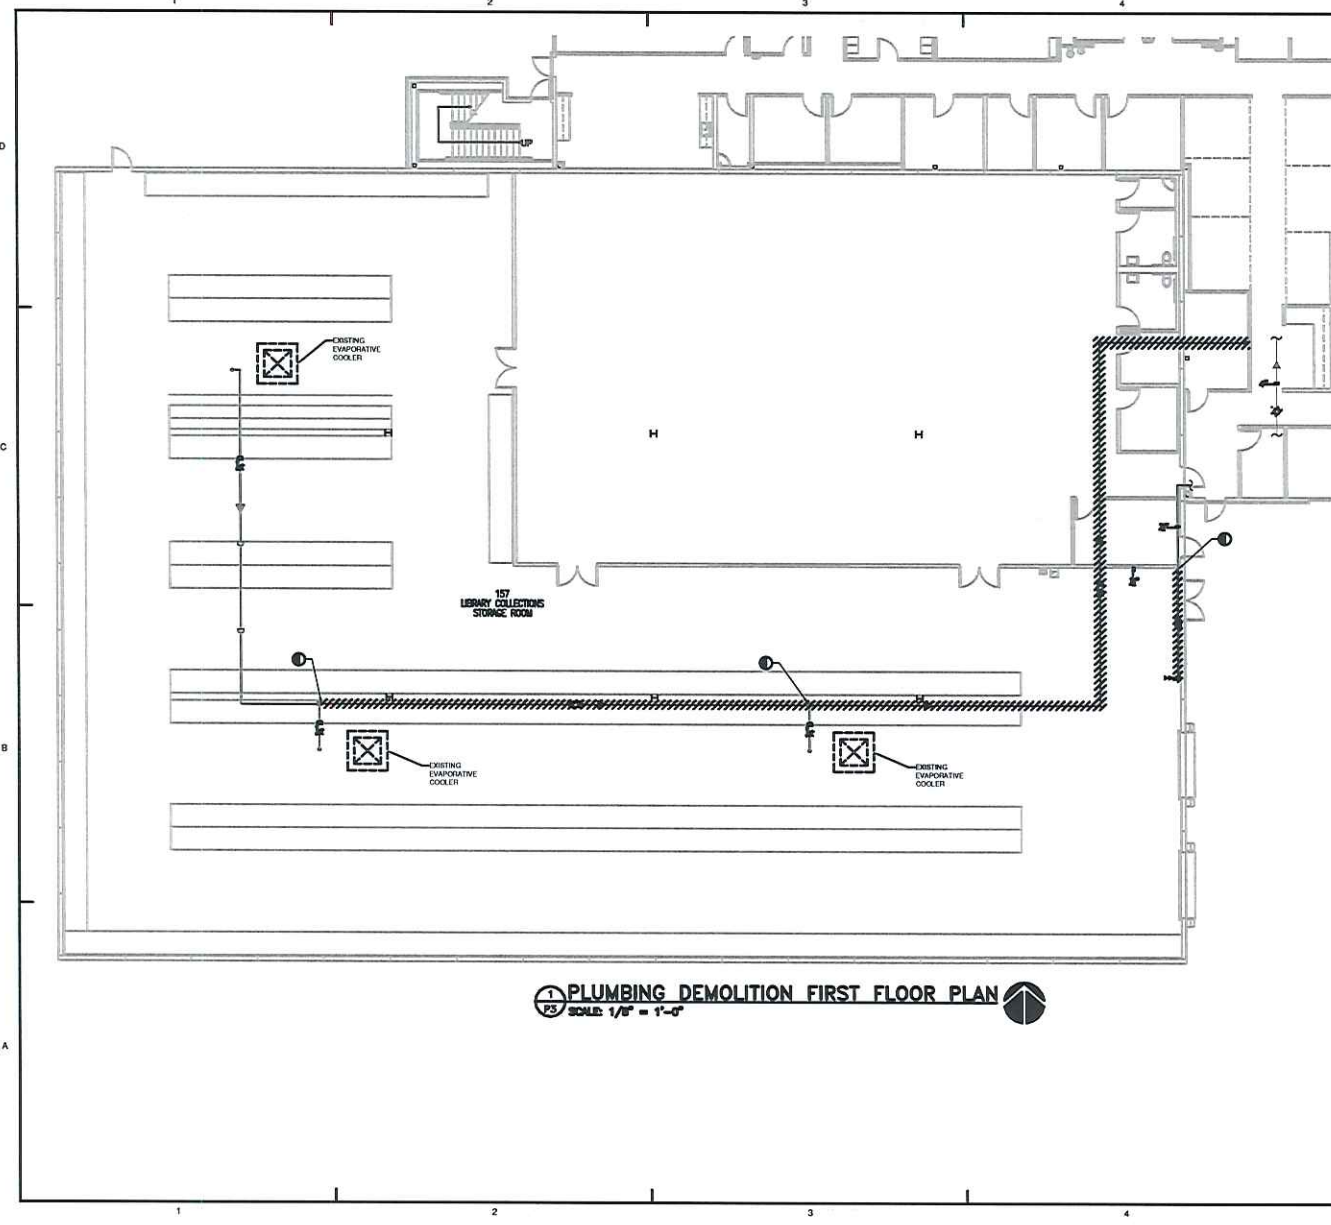 1 2 3 4
D
UP
EXISTING
EVAPORATIVE
COOLER
H H H
C
157
LIBRARY COLLECTIONS
STORAGE ROOM
H H H
B
EXISTING
EVAPORATIVE
COOLER
EXISTING
EVAPORATIVE
COOLER
1
P3
PLUMBING DEMOLITION FIRST FLOOR PLAN
SCALE: 1/8" = 1'-0"
A
1 2 3 4